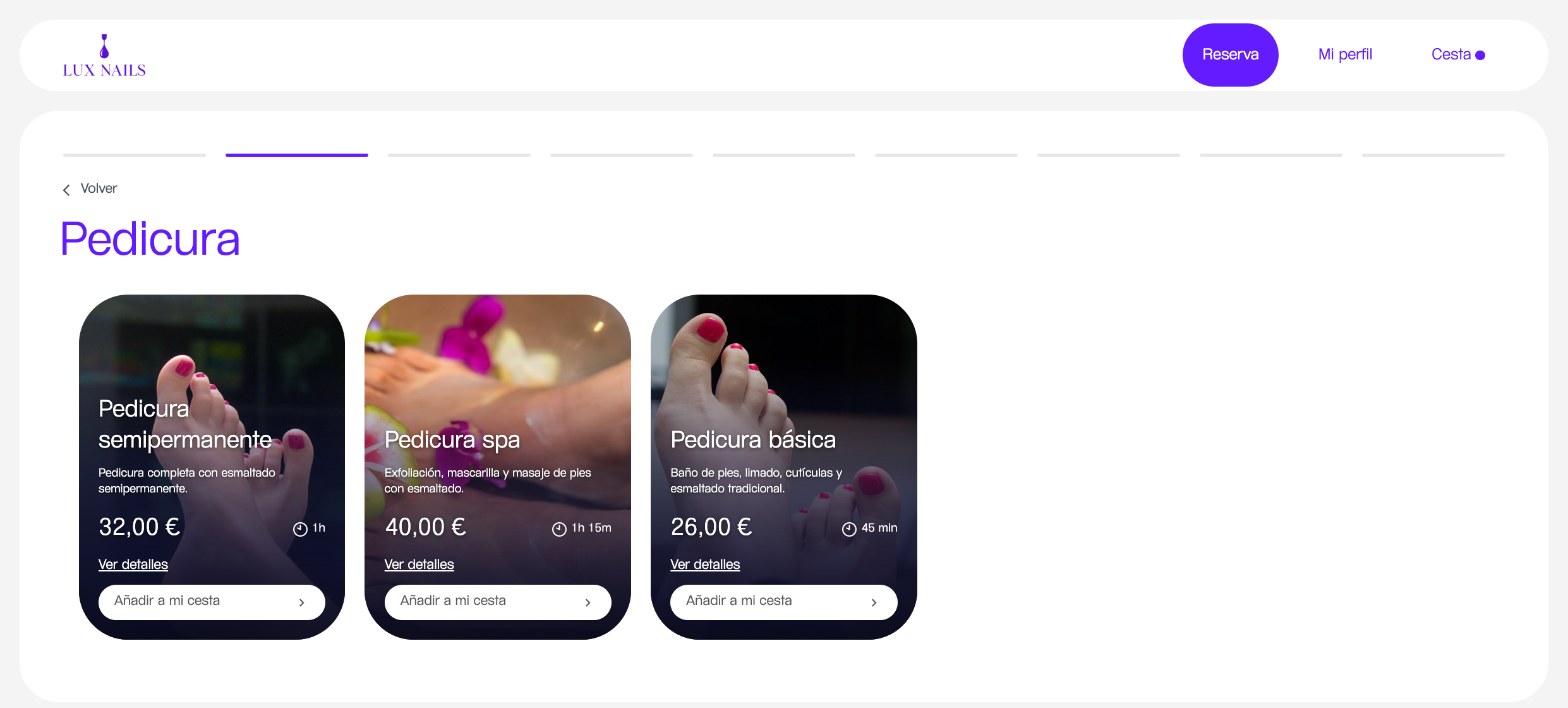 LUX NAILS
Reserva
Mi perfil
Cesta
Volver
Pedicura
Pedicura
semipermanente
Pedicura completa con esmaltado
semipermanente.
32,00 €
1h
Ver detalles
Añadir a mi cesta
Pedicura spa
Exfoliación, mascarilla y masaje de pies
con esmaltado.
40,00 €
1h 15m
Ver detalles
Añadir a mi cesta
Pedicura básica
Baño de pies, limado, cutículas y
esmaltado tradicional.
26,00 €
45 min
Ver detalles
Añadir a mi cesta